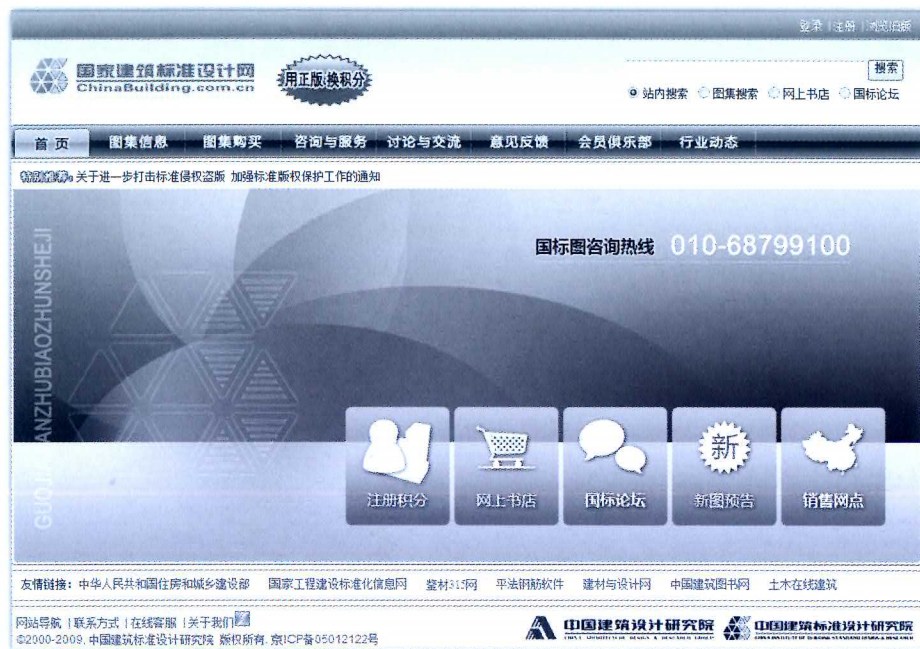 登录 | 注册 | 浏览旧版
国家建筑标准设计网
ChinaBuilding.com.cn
用正版 换积分
搜索
站内搜索 图集搜索 网上书店 国标论坛
首 页 图集信息 图集购买 咨询与服务 讨论与交流 意见反馈 会员俱乐部 行业动态
特别推荐: 关于进一步打击标准侵权盗版 加强标准版权保护工作的通知
国标图咨询热线 010-68799100
注册积分 网上书店 国标论坛 新图预告 销售网点
新
友情链接: 中华人民共和国住房和城乡建设部 国家工程建设标准化信息网 鉴材315网 平法钢筋软件 建材与设计网 中国建筑图书网 土木在线建筑
网站导航 | 联系方式 | 在线客服 | 关于我们
©2000-2009. 中国建筑标准设计研究院 版权所有. 京ICP备05012122号
中国建筑设计研究院 中国建筑标准设计研究院